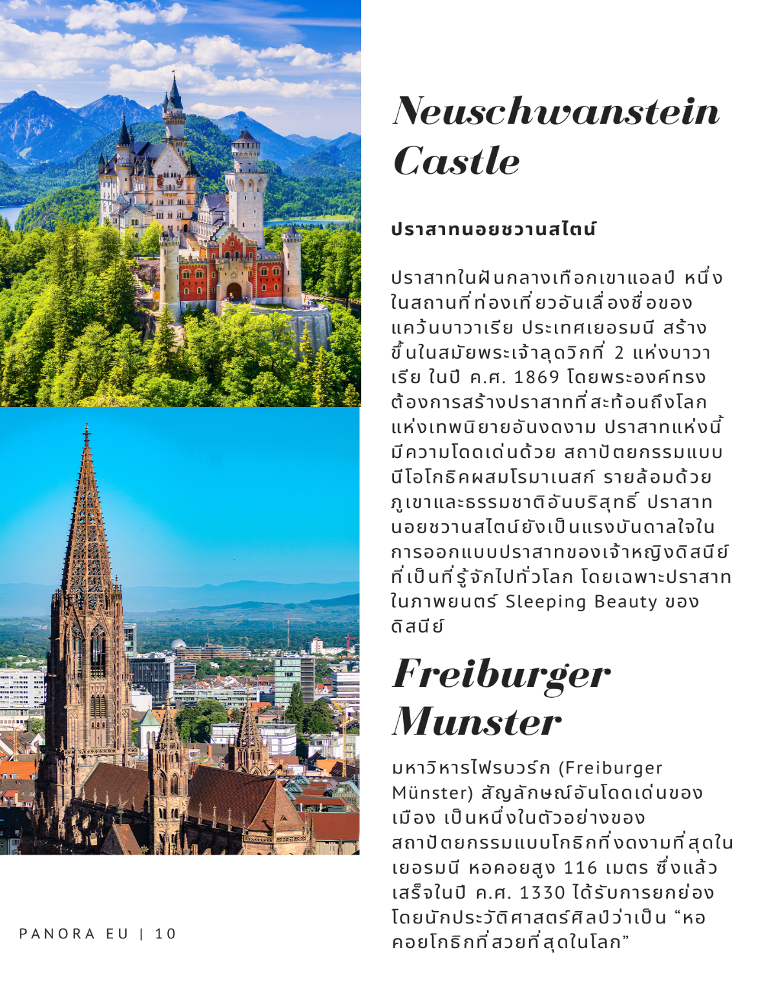 Neuschwanstein
Castle
ปราสาทนอยชวานสไตน์
ปราสาทในฝันกลางเทือกเขาแอลป์ หนึ่ง
ในสถานที่ท่องเที่ยวอันเลื่องชื่อของ
แคว้นบาวาเรีย ประเทศเยอรมนี สร้าง
ขึ้นในสมัยพระเจ้าลุดวิกที่ 2 แห่งบาวา
เรีย ในปี ค.ศ. 1869 โดยพระองค์ทรง
ต้องการสร้างปราสาทที่สะท้อนถึงโลก
แห่งเทพนิยายอันงดงาม ปราสาทแห่งนี้
มีความโดดเด่นด้วย สถาปัตยกรรมแบบ
นีโอโกธิคผสมโรมาเนสก์ รายล้อมด้วย
ภูเขาและธรรมชาติอันบริสุทธิ์ ปราสาท
นอยชวานสไตน์ยังเป็นแรงบันดาลใจใน
การออกแบบปราสาทของเจ้าหญิงดิสนีย์
ที่เป็นที่รู้จักไปทั่วโลก โดยเฉพาะปราสาท
ในภาพยนตร์ Sleeping Beauty ของ
ดิสนีย์
Freiburger
Munster
มหาวิหารไฟรบวร์ก (Freiburger
Münster) สัญลักษณ์อันโดดเด่นของ
เมือง เป็นหนึ่งในตัวอย่างของ
สถาปัตยกรรมแบบโกธิกที่งดงามที่สุดใน
เยอรมนี หอคอยสูง 116 เมตร ซึ่งแล้ว
เสร็จในปี ค.ศ. 1330 ได้รับการยกย่อง
โดยนักประวัติศาสตร์ศิลป์ว่าเป็น “หอ
คอยโกธิกที่สวยที่สุดในโลก”
PANORA EU | 10